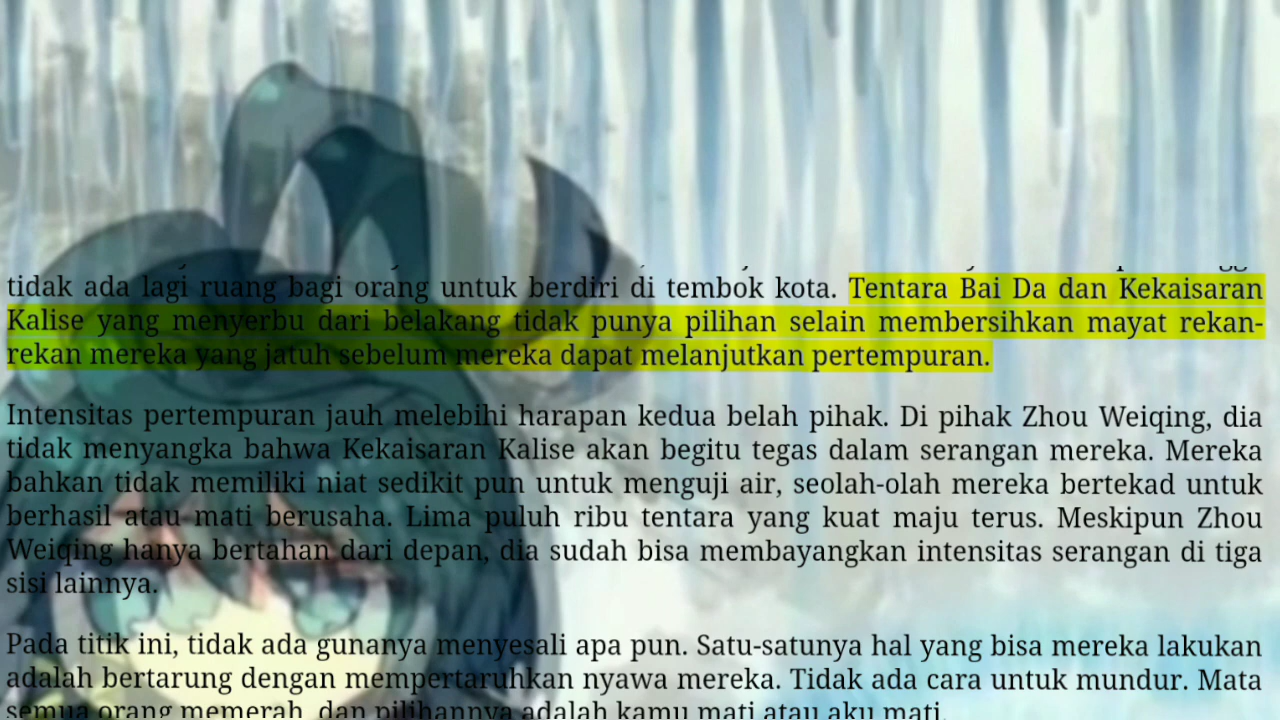 tidak ada lagi ruang bagi orang untuk berdiri di tembok kota. Tentara Bai Da dan Kekaisaran
Kalise yang menyerbu dari belakang tidak punya pilihan selain membersihkan mayat rekan-
rekan mereka yang jatuh sebelum mereka dapat melanjutkan pertempuran.
Intensitas pertempuran jauh melebihi harapan kedua belah pihak. Di pihak Zhou Weiqing, dia
tidak menyangka bahwa Kekaisaran Kalise akan begitu tegas dalam serangan mereka. Mereka
bahkan tidak memiliki niat sedikit pun untuk menguji air, seolah-olah mereka bertekad untuk
berhasil atau mati berusaha. Lima puluh ribu tentara yang kuat maju terus. Meskipun Zhou
Weiqing hanya bertahan dari depan, dia sudah bisa membayangkan intensitas serangan di tiga
sisi lainnya.
Pada titik ini, tidak ada gunanya menyesali apa pun. Satu-satunya hal yang bisa mereka lakukan
adalah bertarung dengan mempertaruhkan nyawa mereka. Tidak ada cara untuk mundur. Mata
semua orang memerah, dan pilihannya adalah kamu mati atau aku mati.